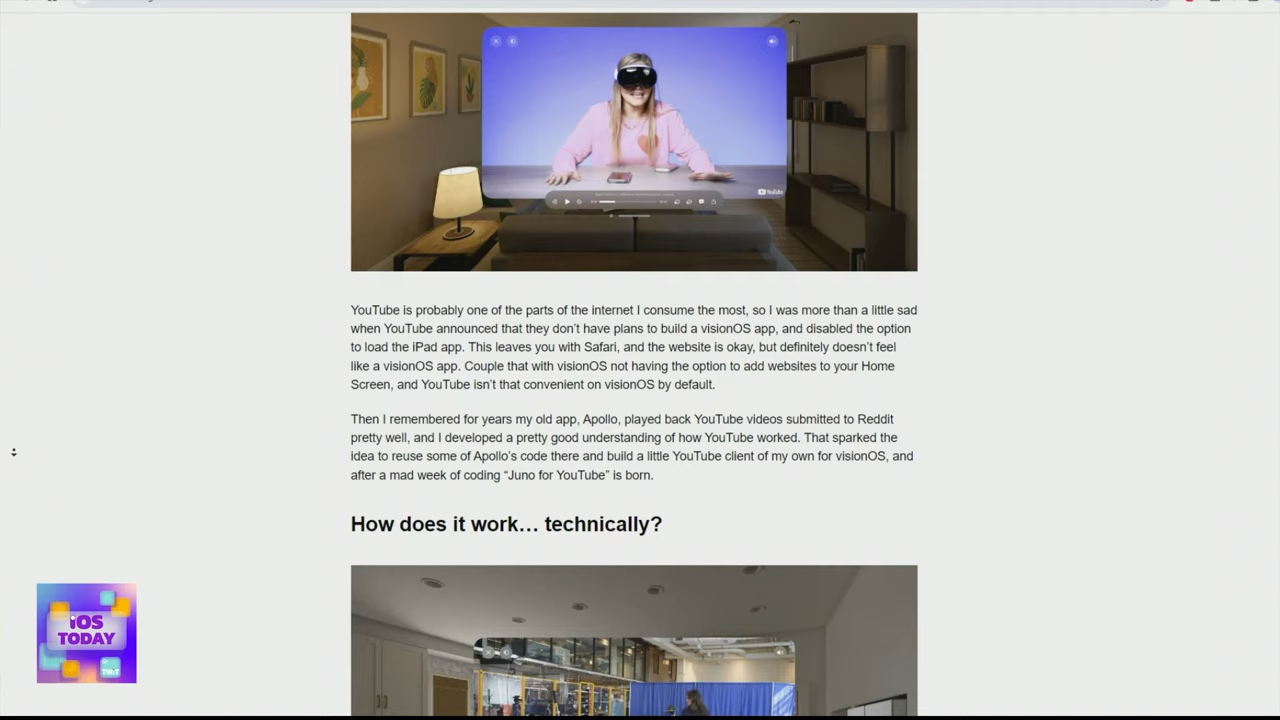 YouTube
YouTube is probably one of the parts of the internet I consume the most, so I was more than a little sad
when YouTube announced that they don’t have plans to build a visionOS app, and disabled the option
to load the iPad app. This leaves you with Safari, and the website is okay, but definitely doesn’t feel
like a visionOS app. Couple that with visionOS not having the option to add websites to your Home
Screen, and YouTube isn’t that convenient on visionOS by default.
Then I remembered for years my old app, Apollo, played back YouTube videos submitted to Reddit
pretty well, and I developed a pretty good understanding of how YouTube worked. That sparked the
idea to reuse some of Apollo’s code there and build a little YouTube client of my own for visionOS, and
after a mad week of coding “Juno for YouTube” is born.
How does it work… technically?
iOS
TODAY
TWiT